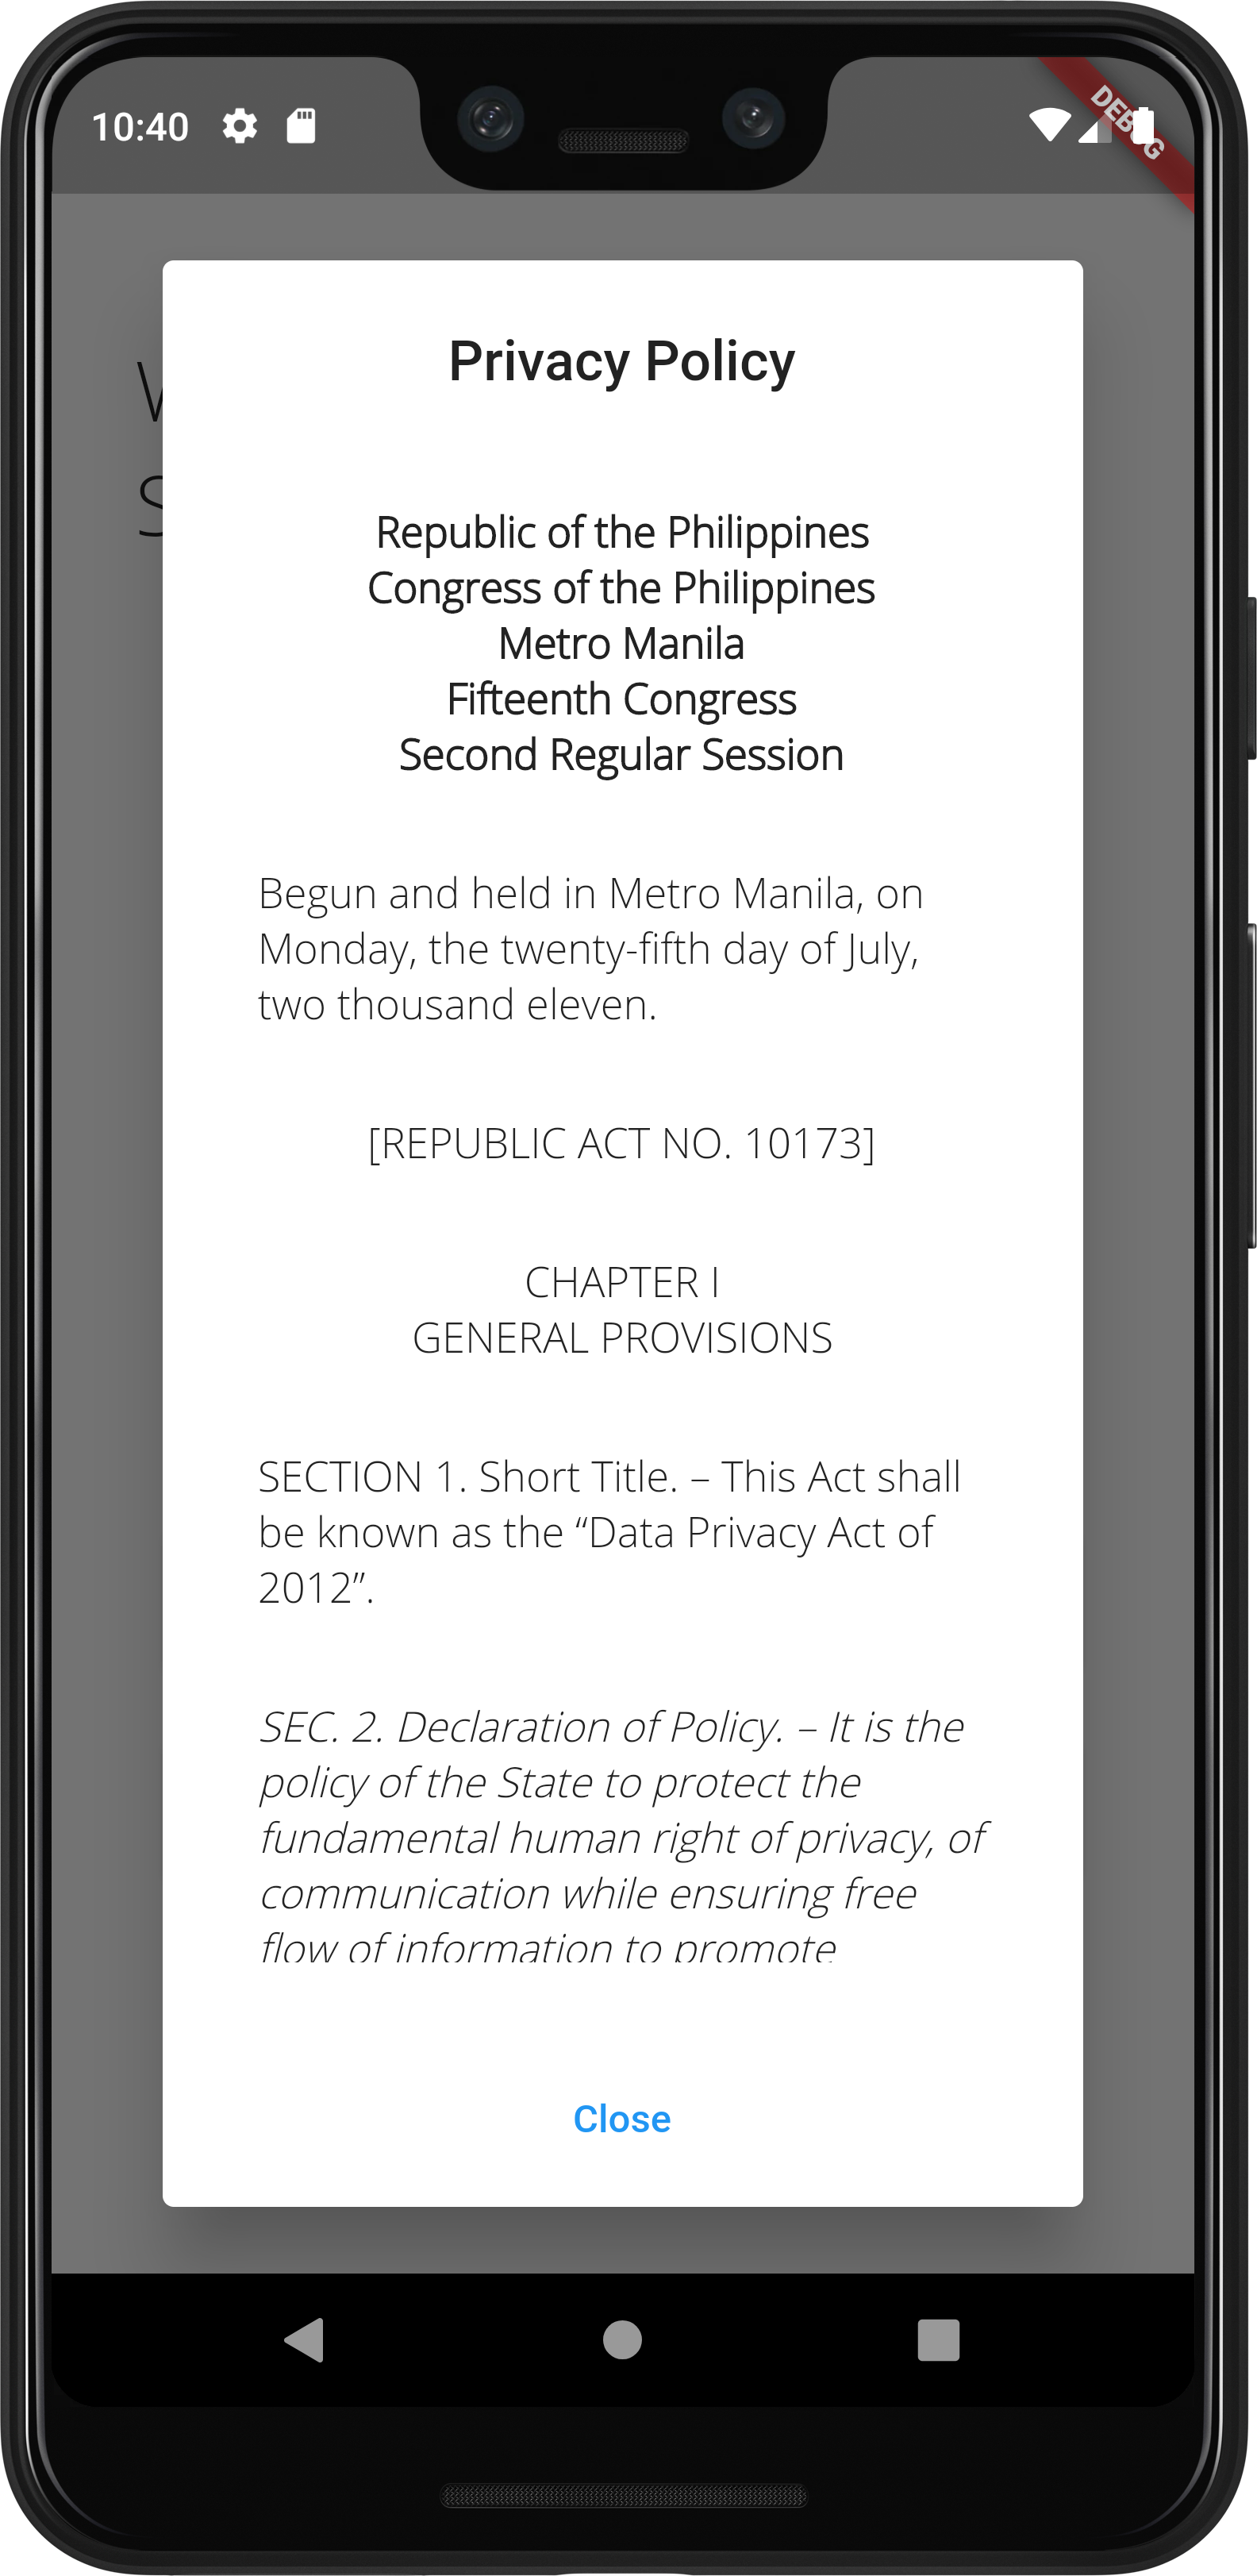 10:40
DEBUG
W
S
Privacy Policy
Republic of the Philippines
Congress of the Philippines
Metro Manila
Fifteenth Congress
Second Regular Session
Begun and held in Metro Manila, on
Monday, the twenty-fifth day of July,
two thousand eleven.
[REPUBLIC ACT NO. 10173]
CHAPTER I
GENERAL PROVISIONS
SECTION 1. Short Title. – This Act shall
be known as the “Data Privacy Act of
2012”.
SEC. 2. Declaration of Policy. – It is the
policy of the State to protect the
fundamental human right of privacy, of
communication while ensuring free
flow of information to promote
Close